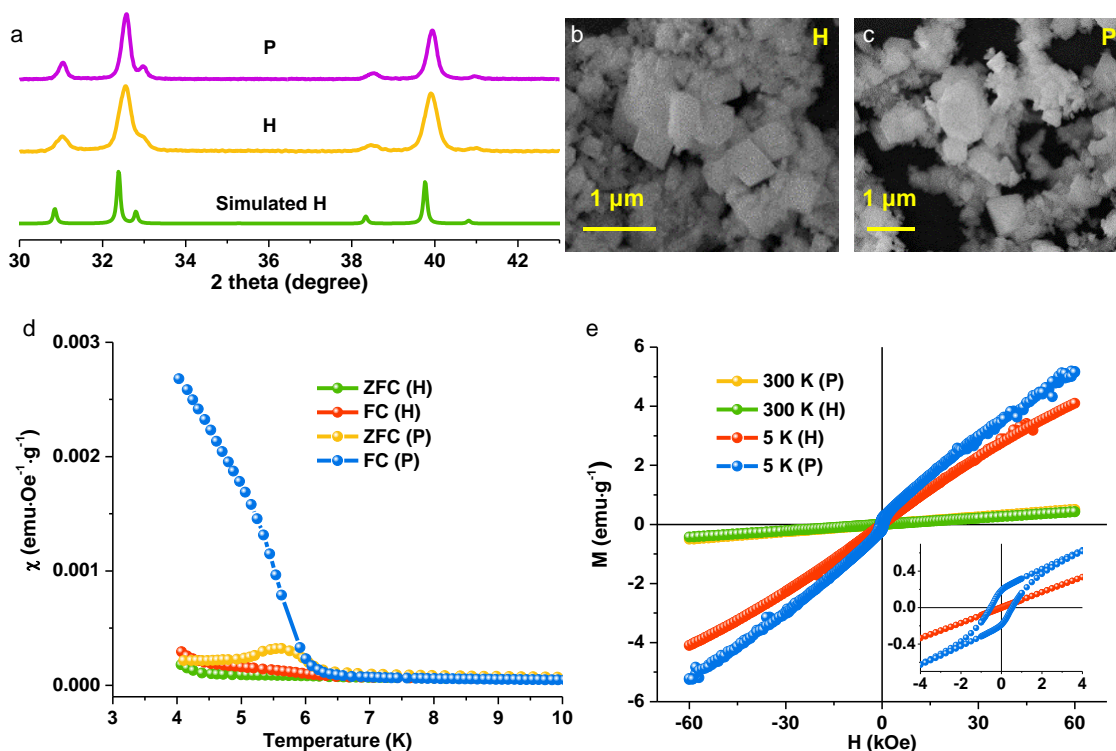 a
P
H
Simulated H
30 32 34 36 38 40 42
2 theta (degree)
b
H
1 μm
c
P
1 μm
d
0.003
0.002
0.001
0.000
χ (emu·Oe⁻¹·g⁻¹)
ZFC (H)
FC (H)
ZFC (P)
FC (P)
3 4 5 6 7 8 9 10
Temperature (K)
e
6
4
2
0
-2
-4
-6
M (emu·g⁻¹)
300 K (P)
300 K (H)
5 K (H)
5 K (P)
0.4
0.0
-0.4
-4 -2 0 2 4
-60 -30 0 30 60
H (kOe)